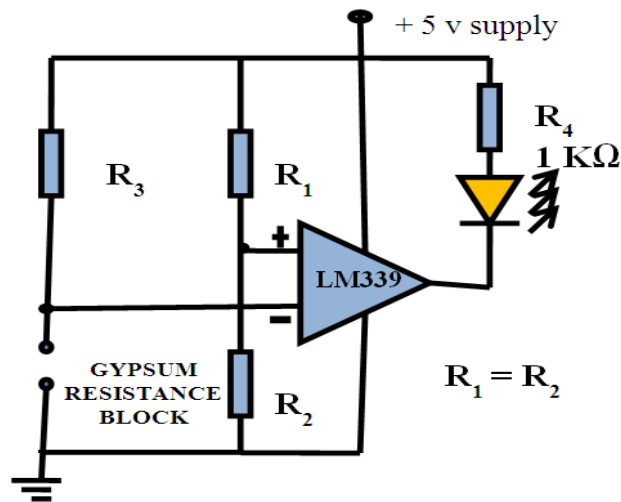 + 5 v supply
R3
R1
R4
1 KΩ
+
LM339
-
GYPSUM
RESISTANCE
BLOCK
R2
R1 = R2